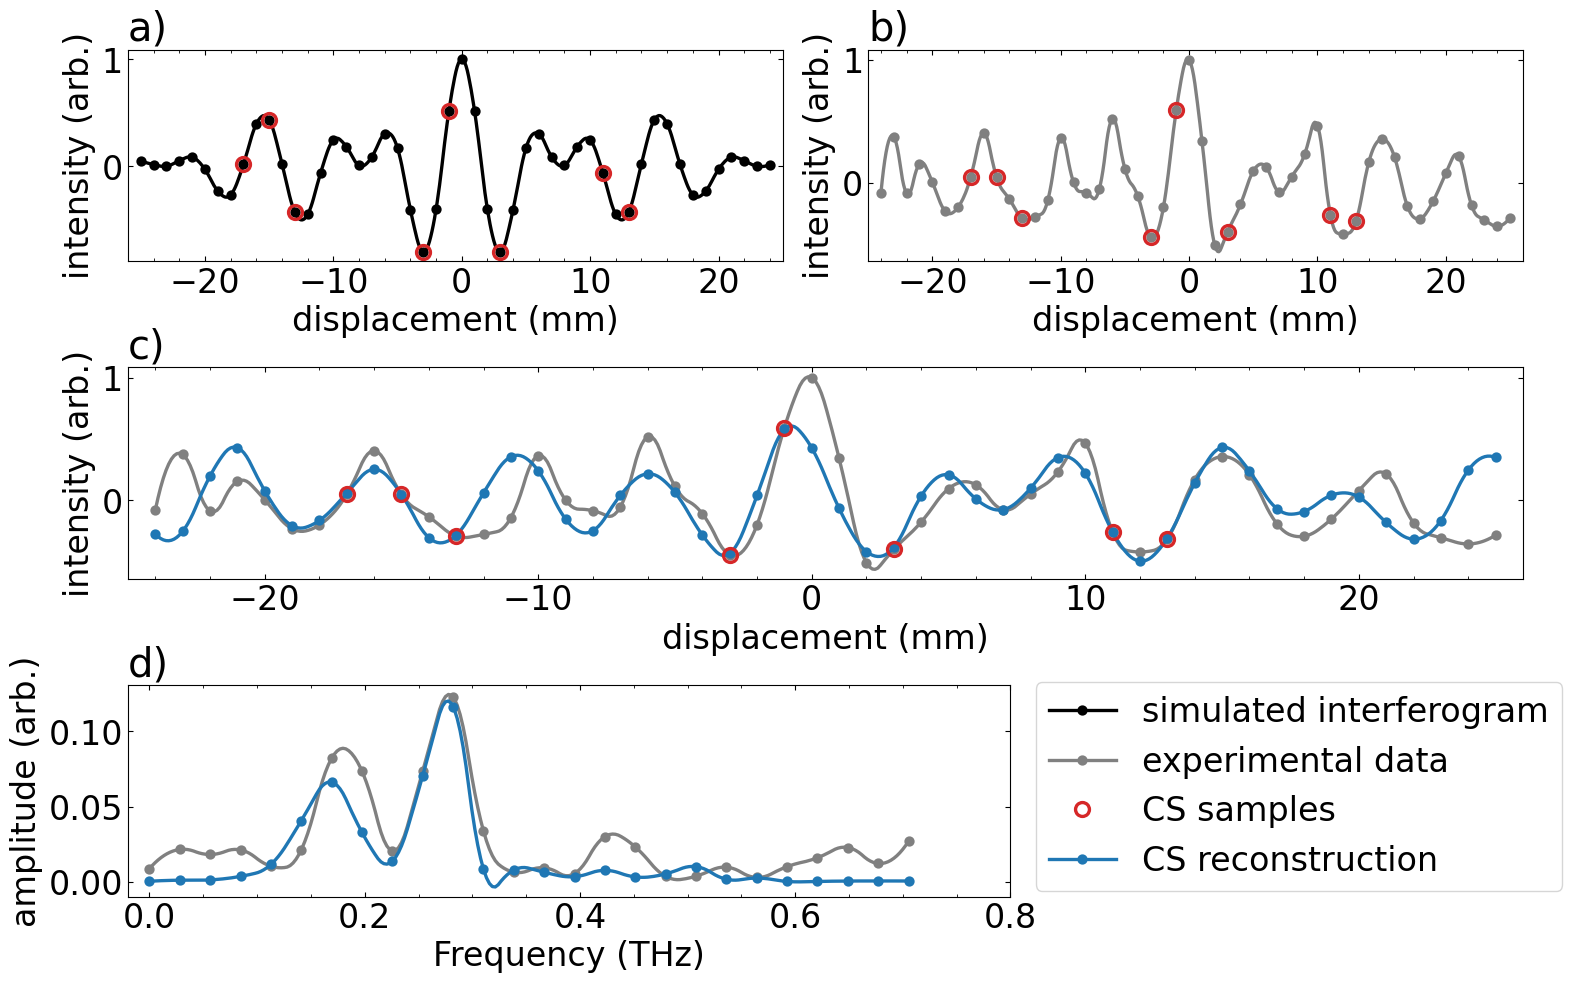 a)
intensity (arb.)
1
0
−20 −10 0 10 20
displacement (mm)
b)
intensity (arb.)
1
0
−20 −10 0 10 20
displacement (mm)
c)
intensity (arb.)
1
0
−20 −10 0 10 20
displacement (mm)
d)
amplitude (arb.)
0.10
0.05
0.00
0.0 0.2 0.4 0.6 0.8
Frequency (THz)
simulated interferogram
experimental data
CS samples
CS reconstruction